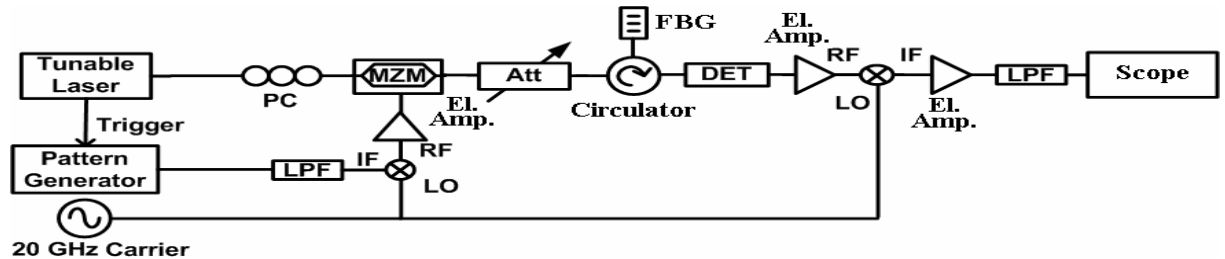 Tunable
Laser
Trigger
Pattern
Generator
20 GHz Carrier
PC
MZM
El.
Amp.
LPF
IF
RF
LO
Att
FBG
Circulator
DET
El.
Amp.
RF
LO
IF
El.
Amp.
LPF
Scope